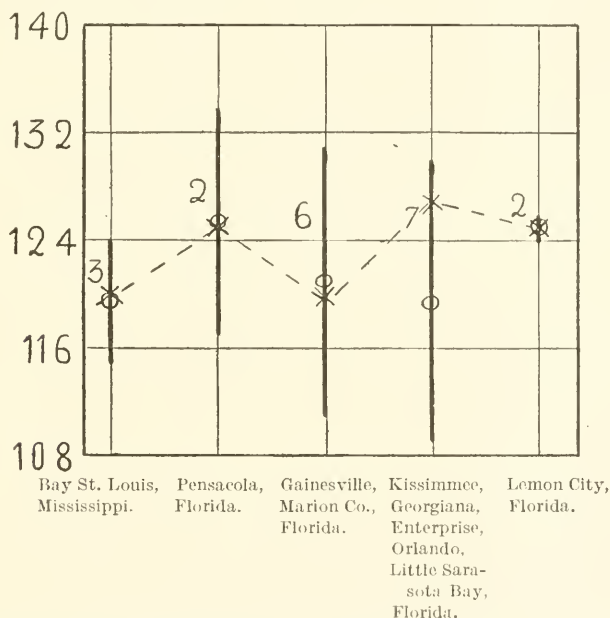 140
132
124
116
108
3
2
6
7
2
Bay St. Louis,
Mississippi.
Pensacola,
Florida.
Gainesville,
Marion Co.,
Florida.
Kissimmee,
Georgiana,
Enterprise,
Orlando,
Little Sara-
sota Bay,
Florida.
Lemon City,
Florida.